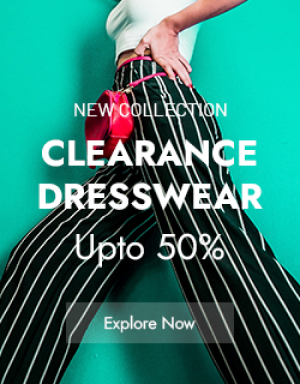 NEW COLLECTION
CLEARANCE
DRESSWEAR
Upto 50%
Explore Now